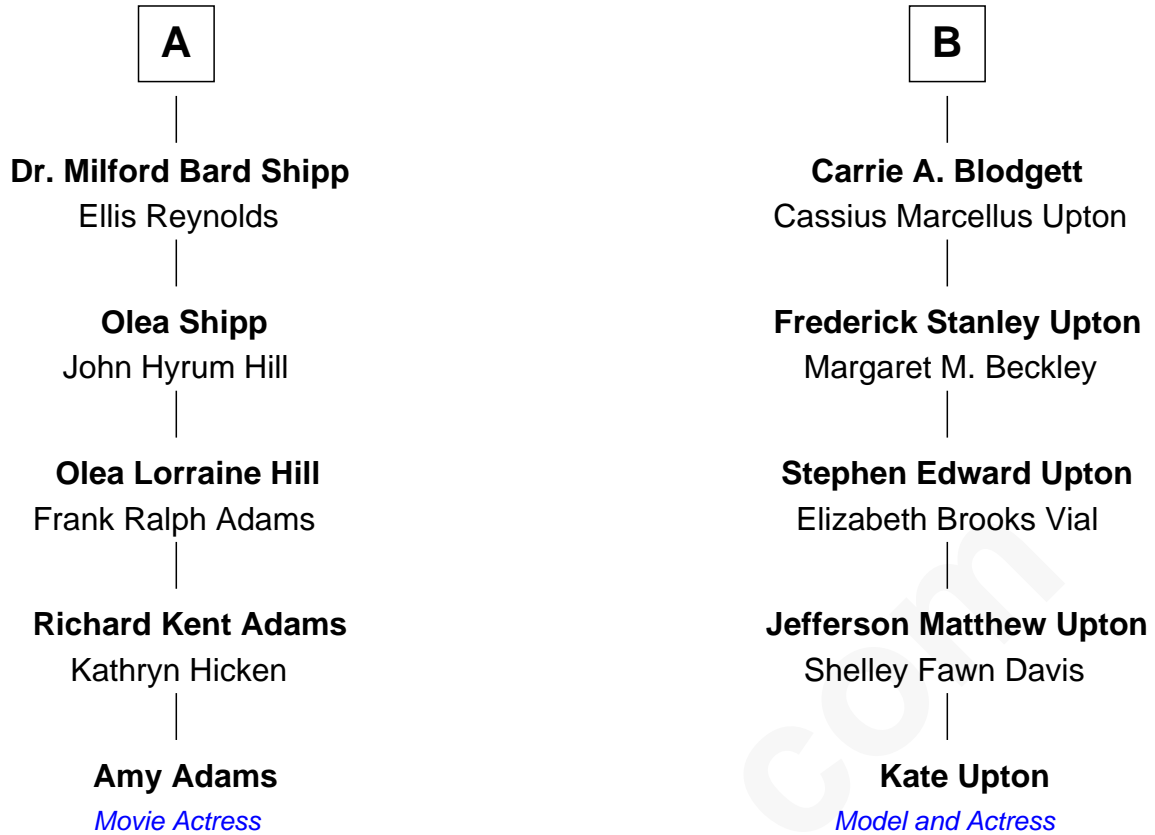 A
Dr. Milford Bard Shipp
Ellis Reynolds
Olea Shipp
John Hyrum Hill
Olea Lorraine Hill
Frank Ralph Adams
Richard Kent Adams
Kathryn Hicken
Amy Adams
Movie Actress
B
Carrie A. Blodgett
Cassius Marcellus Upton
Frederick Stanley Upton
Margaret M. Beckley
Stephen Edward Upton
Elizabeth Brooks Vial
Jefferson Matthew Upton
Shelley Fawn Davis
Kate Upton
Model and Actress
com